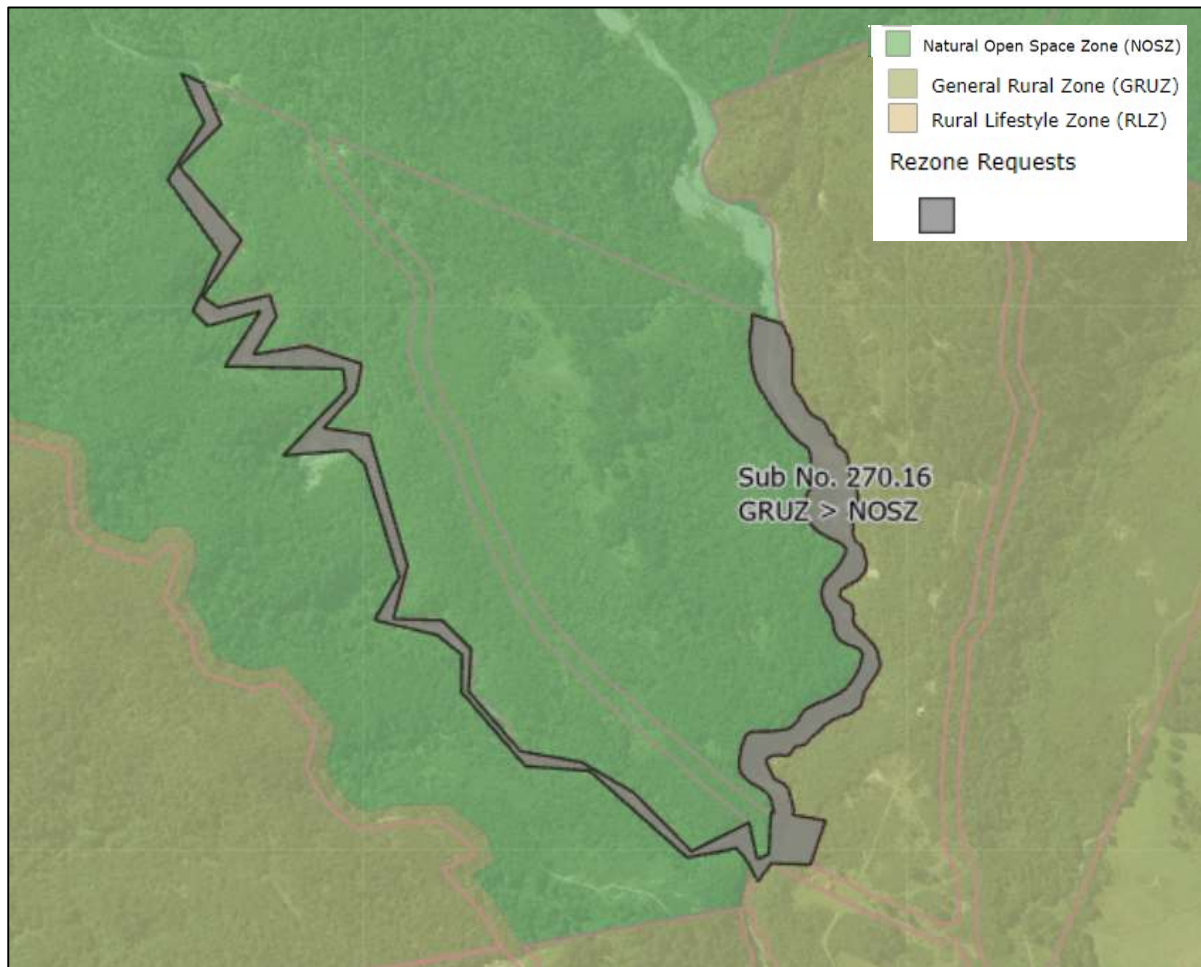 Natural Open Space Zone (NOSZ)
General Rural Zone (GRUZ)
Rural Lifestyle Zone (RLZ)
Rezone Requests
Sub No. 270.16
GRUZ > NOSZ